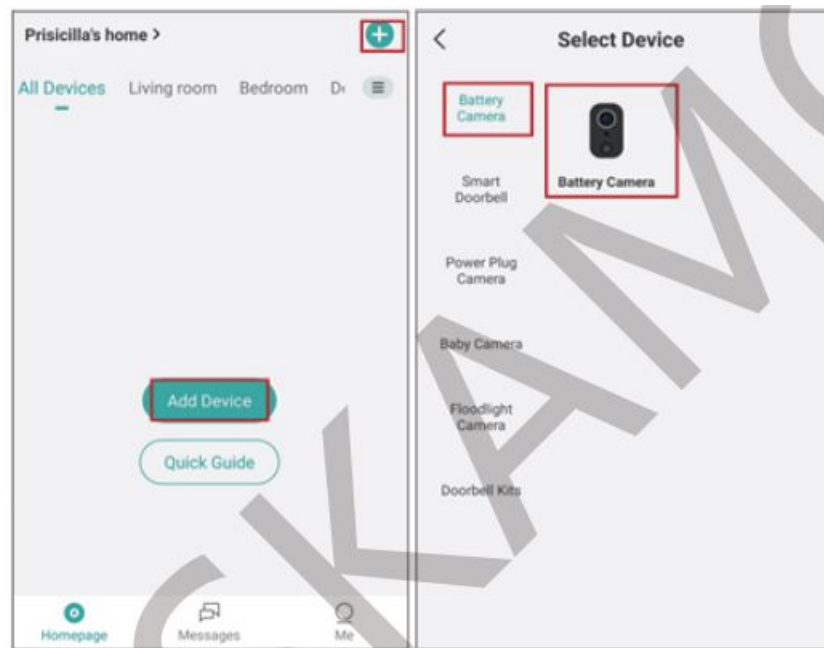 Prisicilla's home >
All Devices Living room Bedroom
Add Device
Quick Guide
Homepage Messages Me
Select Device
Battery
Camera
Battery Camera
Smart
Doorbell
Power Plug
Camera
Baby Camera
Floodlight
Camera
Doorbell Kits